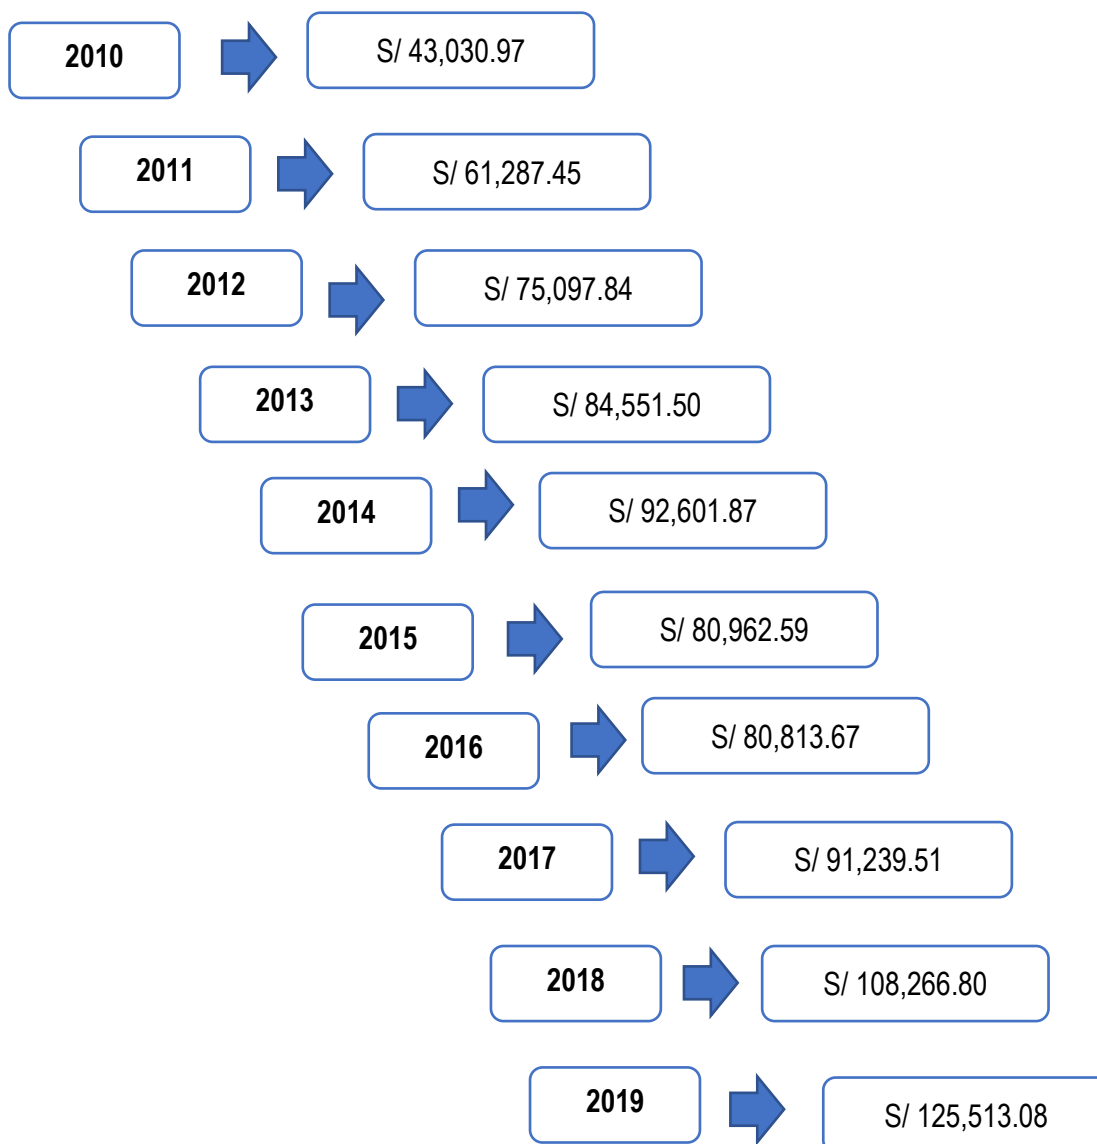 2010
S/ 43,030.97
2011
S/ 61,287.45
2012
S/ 75,097.84
2013
S/ 84,551.50
2014
S/ 92,601.87
2015
S/ 80,962.59
2016
S/ 80,813.67
2017
S/ 91,239.51
2018
S/ 108,266.80
2019
S/ 125,513.08